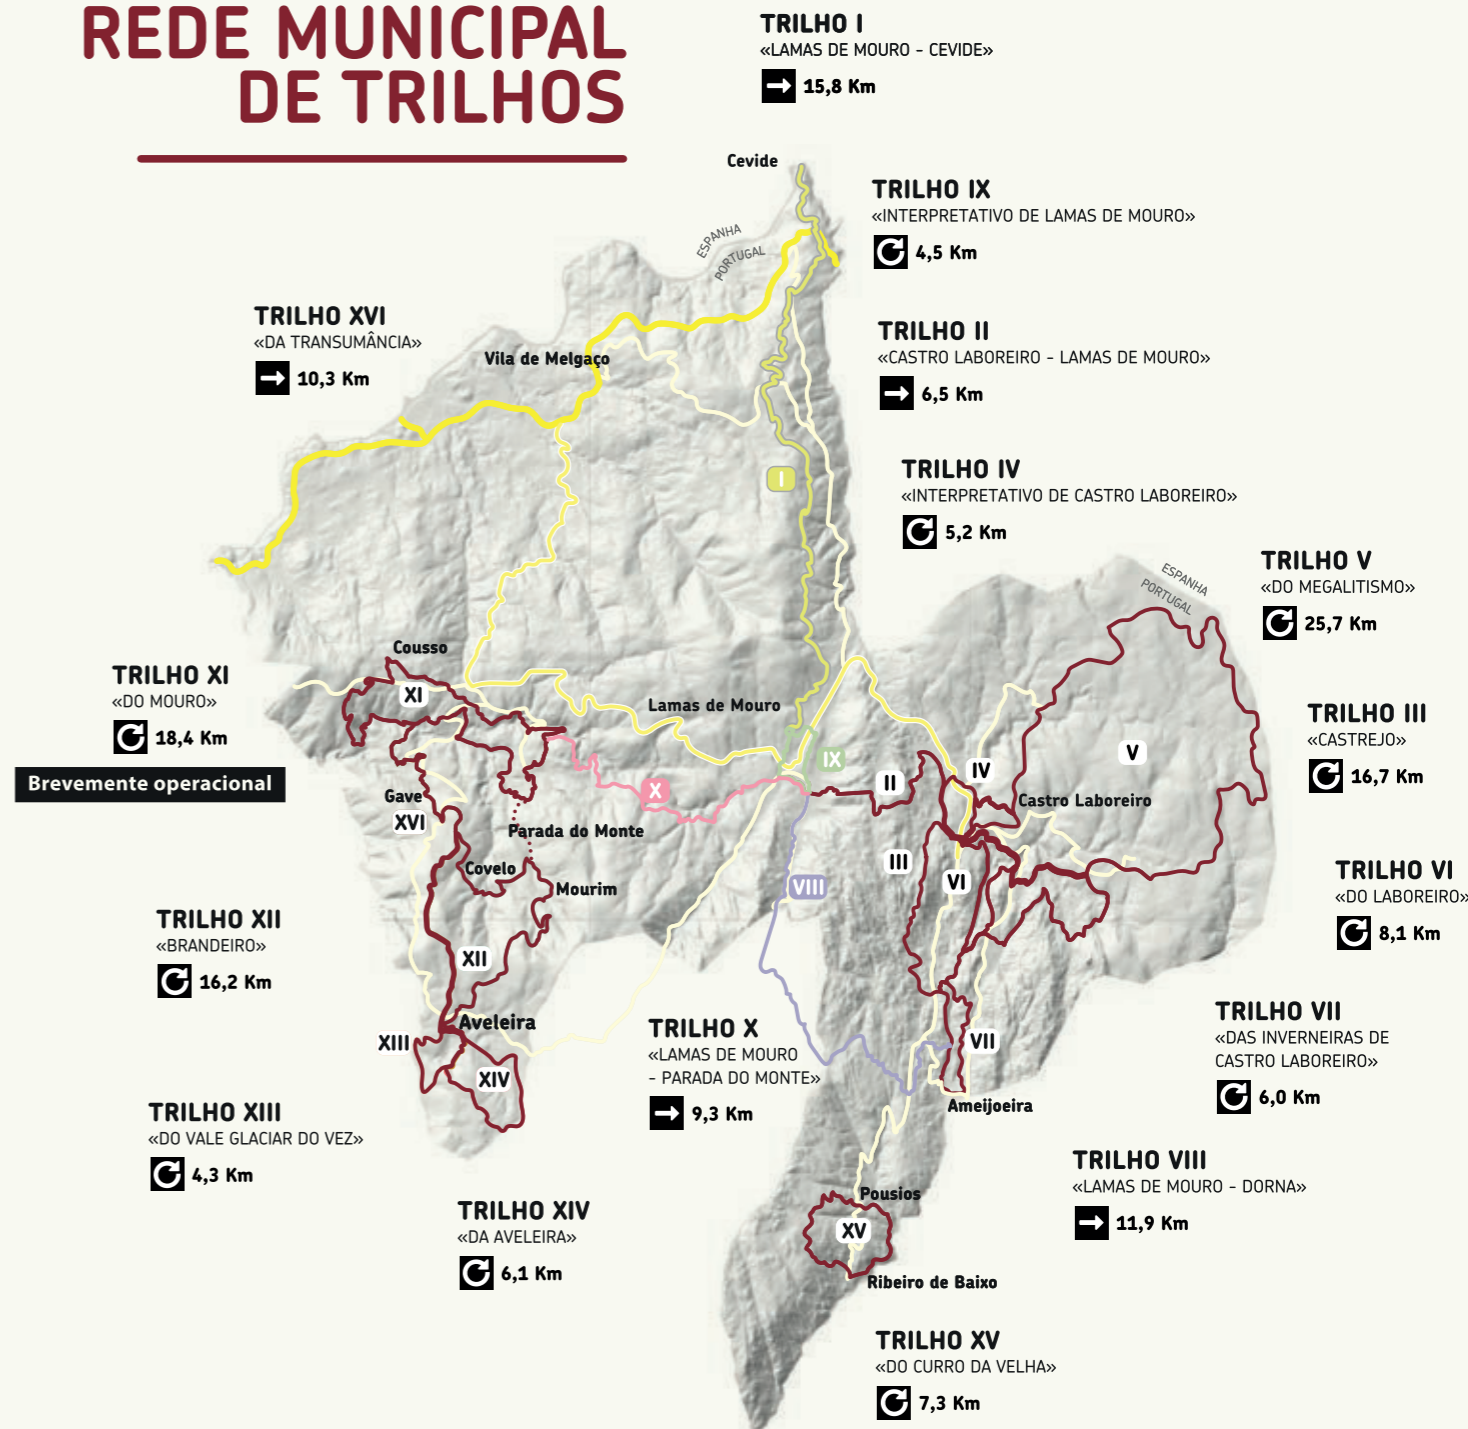 REDE MUNICIPAL
DE TRILHOS
TRILHO I
«LAMAS DE MOURO - CEVIDE»
15,8 Km
Cevide
TRILHO IX
«INTERPRETATIVO DE LAMAS DE MOURO»
4,5 Km
ESPANHA
PORTUGAL
TRILHO XVI
«DA TRANSUMÂNCIA»
10,3 Km
Vila de Melgaço
TRILHO II
«CASTRO LABOREIRO - LAMAS DE MOURO»
6,5 Km
I
TRILHO IV
«INTERPRETATIVO DE CASTRO LABOREIRO»
5,2 Km
ESPANHA
PORTUGAL
TRILHO V
«DO MEGALITISMO»
25,7 Km
Cousso
TRILHO XI
«DO MOURO»
18,4 Km
Brevemente operacional
XI
Lamas de Mouro
TRILHO III
«CASTREJO»
16,7 Km
IX
V
IV
II
X
Castro Laboreiro
Gave
XVI
Parada do Monte
Covelo
Mourim
III
VI
VIII
TRILHO VI
«DO LABOREIRO»
8,1 Km
TRILHO XII
«BRANDEIRO»
16,2 Km
XII
Aveleira
XIII
XIV
TRILHO X
«LAMAS DE MOURO
- PARADA DO MONTE»
9,3 Km
VII
Ameijoeira
TRILHO VII
«DAS INVERNEIRAS DE
CASTRO LABOREIRO»
6,0 Km
TRILHO XIII
«DO VALE GLACIAR DO VEZ»
4,3 Km
TRILHO VIII
«LAMAS DE MOURO - DORNA»
11,9 Km
TRILHO XIV
«DA AVELEIRA»
6,1 Km
Pousios
XV
Ribeiro de Baixo
TRILHO XV
«DO CURRO DA VELHA»
7,3 Km